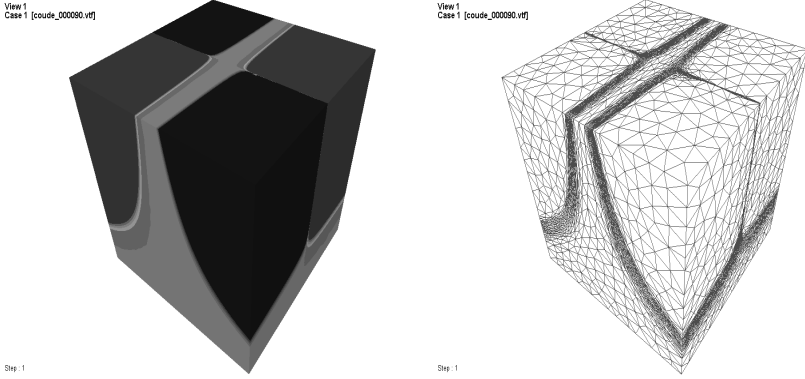 View 1
Case 1 [coude_000090.vtf]
Step : 1
View 1
Case 1 [coude_000090.vtf]
Step : 1